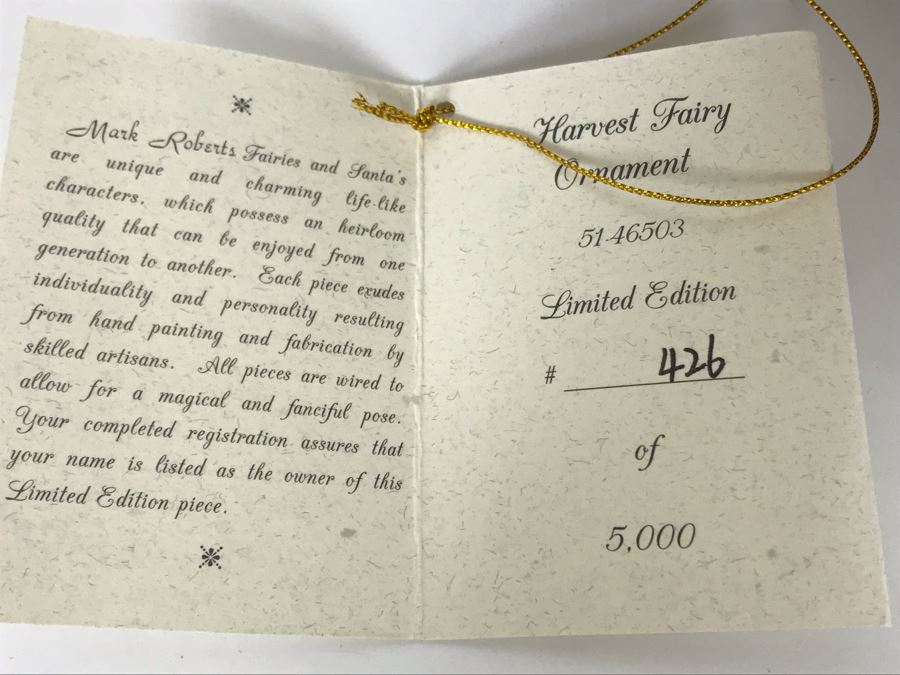 Mark Roberts Fairies and Santa's
are unique and charming life-like
characters, which possess an heirloom
quality that can be enjoyed from one
generation to another. Each piece exudes
individuality and personality resulting
from hand painting and fabrication by
skilled artisans. All pieces are wired to
allow for a magical and fanciful pose.
Your completed registration assures that
your name is listed as the owner of this
Limited Edition piece.
Harvest Fairy
Ornament
51-46503
Limited Edition
# 426
of
5,000